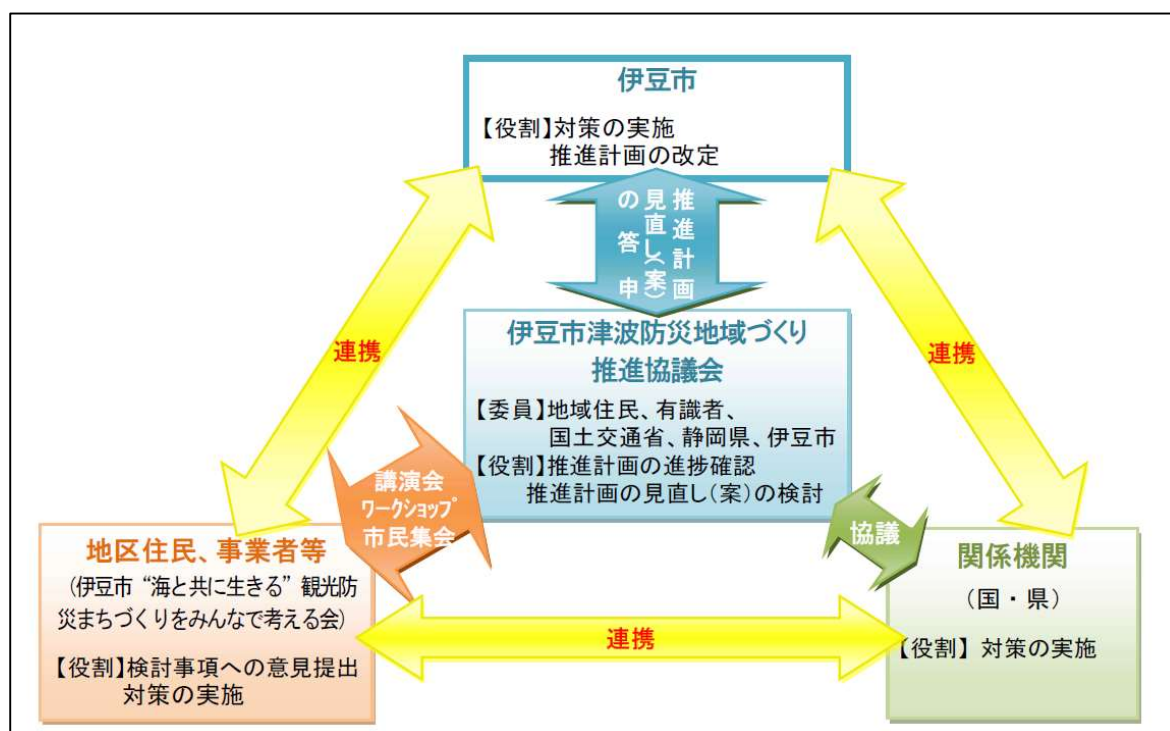 伊豆市
【役割】対策の実施
推進計画の改定
推進計画
見直し(案)
の答申
連携
連携
伊豆市津波防災地域づくり
推進協議会
【委員】地域住民、有識者、
国土交通省、静岡県、伊豆市
【役割】推進計画の進捗確認
推進計画の見直し(案)の検討
講演会
ワークショップ
市民集会
協議
地区住民、事業者等
(伊豆市“海と共に生きる”観光防
災まちづくりをみんなで考える会)
【役割】検討事項への意見提出
対策の実施
連携
関係機関
(国・県)
【役割】対策の実施